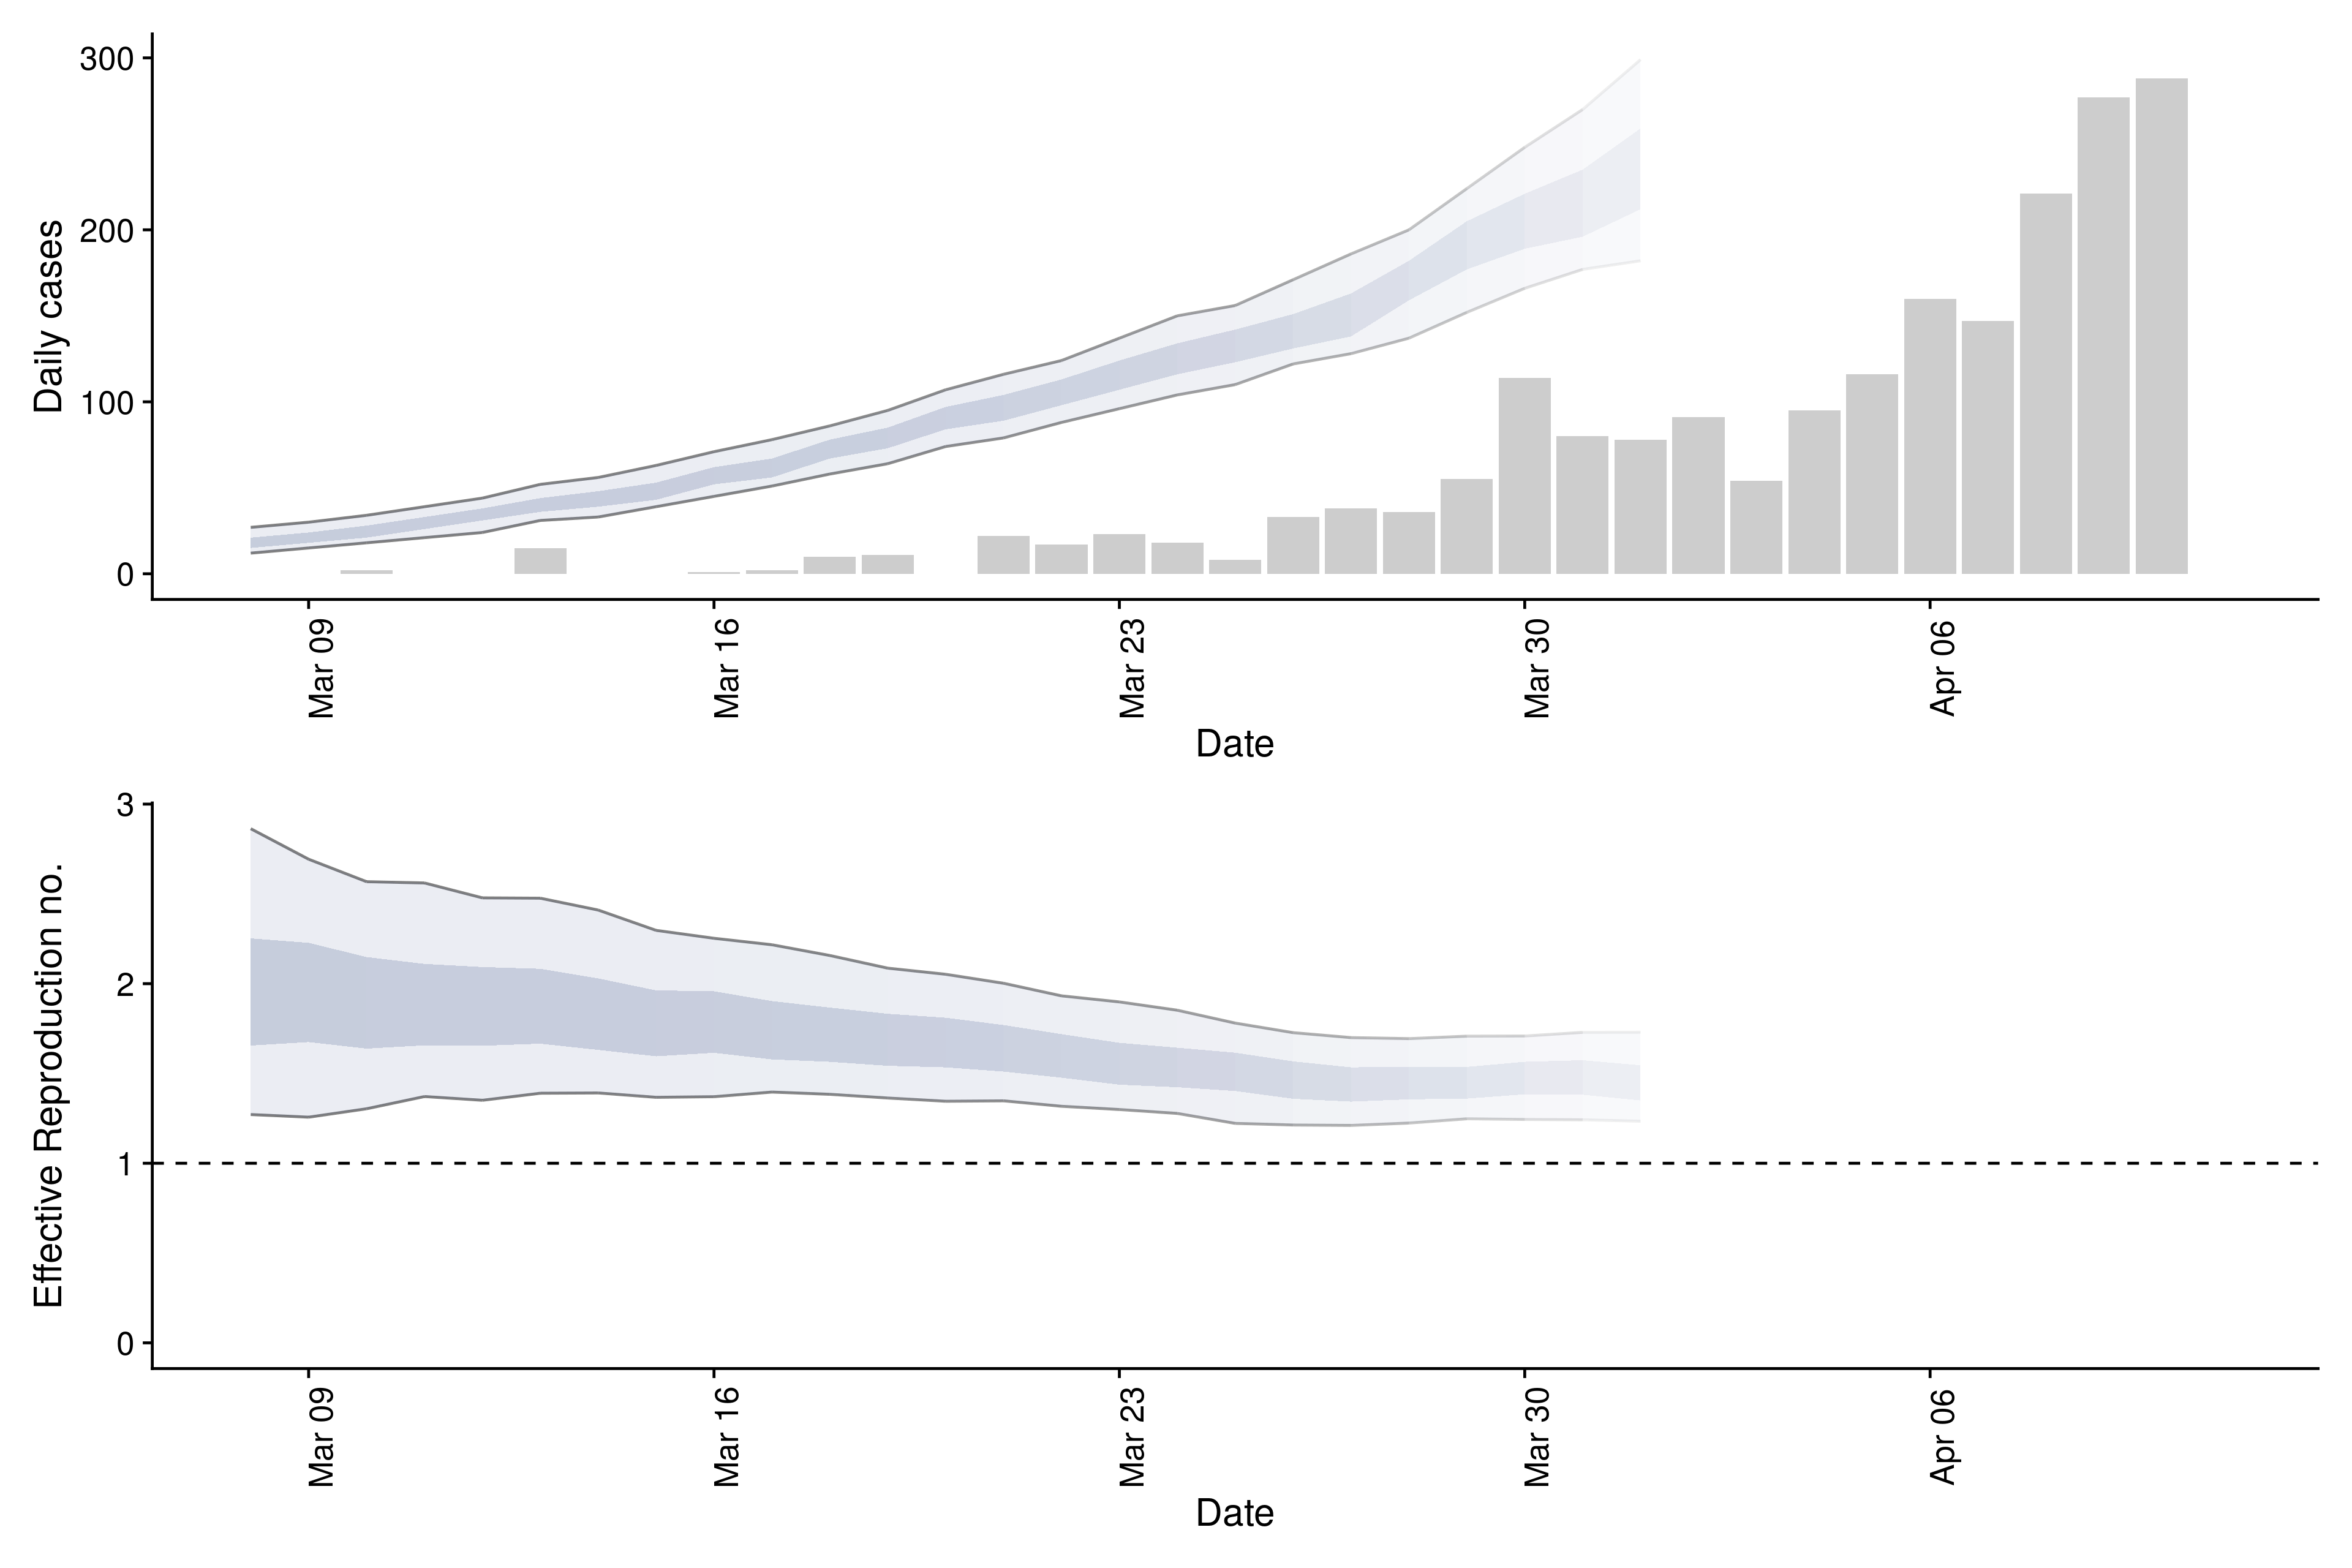 300
200
100
0
Daily cases
Mar 09
Mar 16
Mar 23
Mar 30
Apr 06
Date
3
2
1
0
Effective Reproduction no.
Mar 09
Mar 16
Mar 23
Mar 30
Apr 06
Date